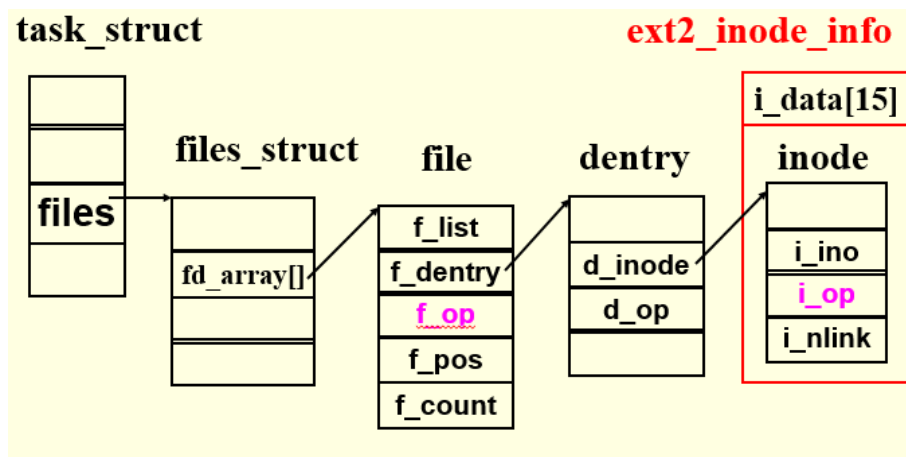 task_struct
ext2_inode_info
i_data[15]
files_struct
file
dentry
inode
files
fd_array[]
f_list
f_dentry
f_op
f_pos
f_count
d_inode
d_op
i_ino
i_op
i_nlink